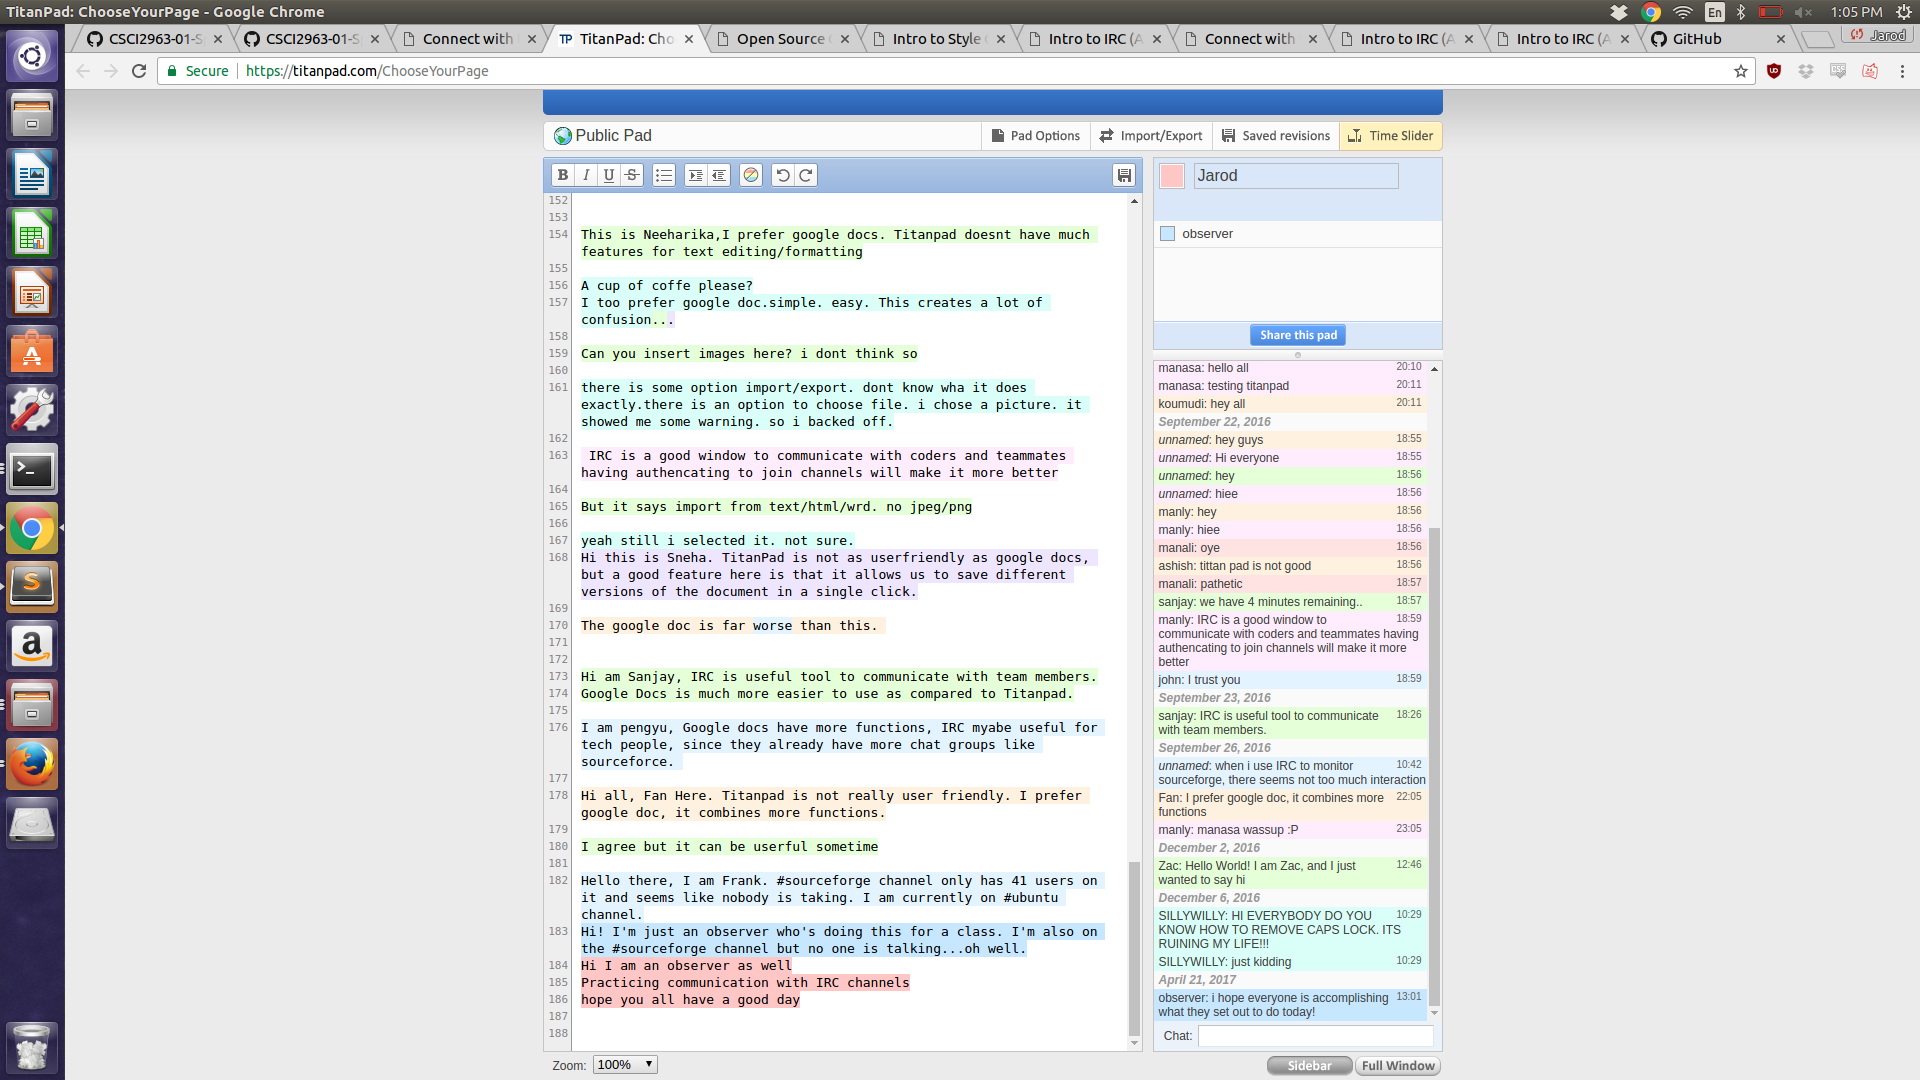 TitanPad: ChooseYourPage - Google Chrome
En
1:05 PM
CSCI2963-01-S
CSCI2963-01-S
Connect with
TitanPad: Cho
Open Source
Intro to Style
Intro to IRC (A
Connect with
Intro to IRC (A
Intro to IRC (A
GitHub
Jarod
Secure
https://titanpad.com/ChooseYourPage
Public Pad
Pad Options
Import/Export
Saved revisions
Time Slider
B I U S
152
153
154 This is Neeharika,I prefer google docs. Titanpad doesnt have much
features for text editing/formatting
155
156 A cup of coffe please?
157 I too prefer google doc.simple. easy. This creates a lot of
confusion...
158
159 Can you insert images here? i dont think so
160
161 there is some option import/export. dont know wha it does
exactly.there is an option to choose file. i chose a picture. it
showed me some warning. so i backed off.
162
163 IRC is a good window to communicate with coders and teammates
having authencating to join channels will make it more better
164
165 But it says import from text/html/wrd. no jpeg/png
166
167 yeah still i selected it. not sure.
168 Hi this is Sneha. TitanPad is not as userfriendly as google docs,
but a good feature here is that it allows us to save different
versions of the document in a single click.
169
170 The google doc is far worse than this.
171
172
173 Hi am Sanjay, IRC is useful tool to communicate with team members.
174 Google Docs is much more easier to use as compared to Titanpad.
175
176 I am pengyu, Google docs have more functions, IRC myabe useful for
tech people, since they already have more chat groups like
sourceforce.
177
178 Hi all, Fan Here. Titanpad is not really user friendly. I prefer
google doc, it combines more functions.
179
180 I agree but it can be userful sometime
181
182 Hello there, I am Frank. #sourceforge channel only has 41 users on
it and seems like nobody is taking. I am currently on #ubuntu
channel.
183 Hi! I'm just an observer who's doing this for a class. I'm also on
the #sourceforge channel but no one is talking...oh well.
184 Hi I am an observer as well
185 Practicing communication with IRC channels
186 hope you all have a good day
187
188
Zoom: 100%
Jarod
observer
Share this pad
manasa: hello all 20:10
manasa: testing titanpad 20:11
koumudi: hey all 20:11
September 22, 2016
unnamed: hey guys 18:55
unnamed: Hi everyone 18:55
unnamed: hey 18:56
unnamed: hiee 18:56
manly: hey 18:56
manly: hiee 18:56
manali: oye 18:56
ashish: tittan pad is not good 18:56
manali: pathetic 18:57
sanjay: we have 4 minutes remaining.. 18:57
manly: IRC is a good window to 18:59
communicate with coders and teammates having
authencating to join channels will make it more
better
john: I trust you 18:59
September 23, 2016
sanjay: IRC is useful tool to communicate 18:26
with team members.
September 26, 2016
unnamed: when i use IRC to monitor 10:42
sourceforge, there seems not too much interaction
Fan: I prefer google doc, it combines more 22:05
functions
manly: manasa wassup :P 23:05
December 2, 2016
Zac: Hello World! I am Zac, and I just 12:46
wanted to say hi
December 6, 2016
SILLYWILLY: HI EVERYBODY DO YOU 10:29
KNOW HOW TO REMOVE CAPS LOCK. ITS
RUINING MY LIFE!!!
SILLYWILLY: just kidding 10:29
April 21, 2017
observer: i hope everyone is accomplishing 13:01
what they set out to do today!
Chat:
Sidebar
Full Window